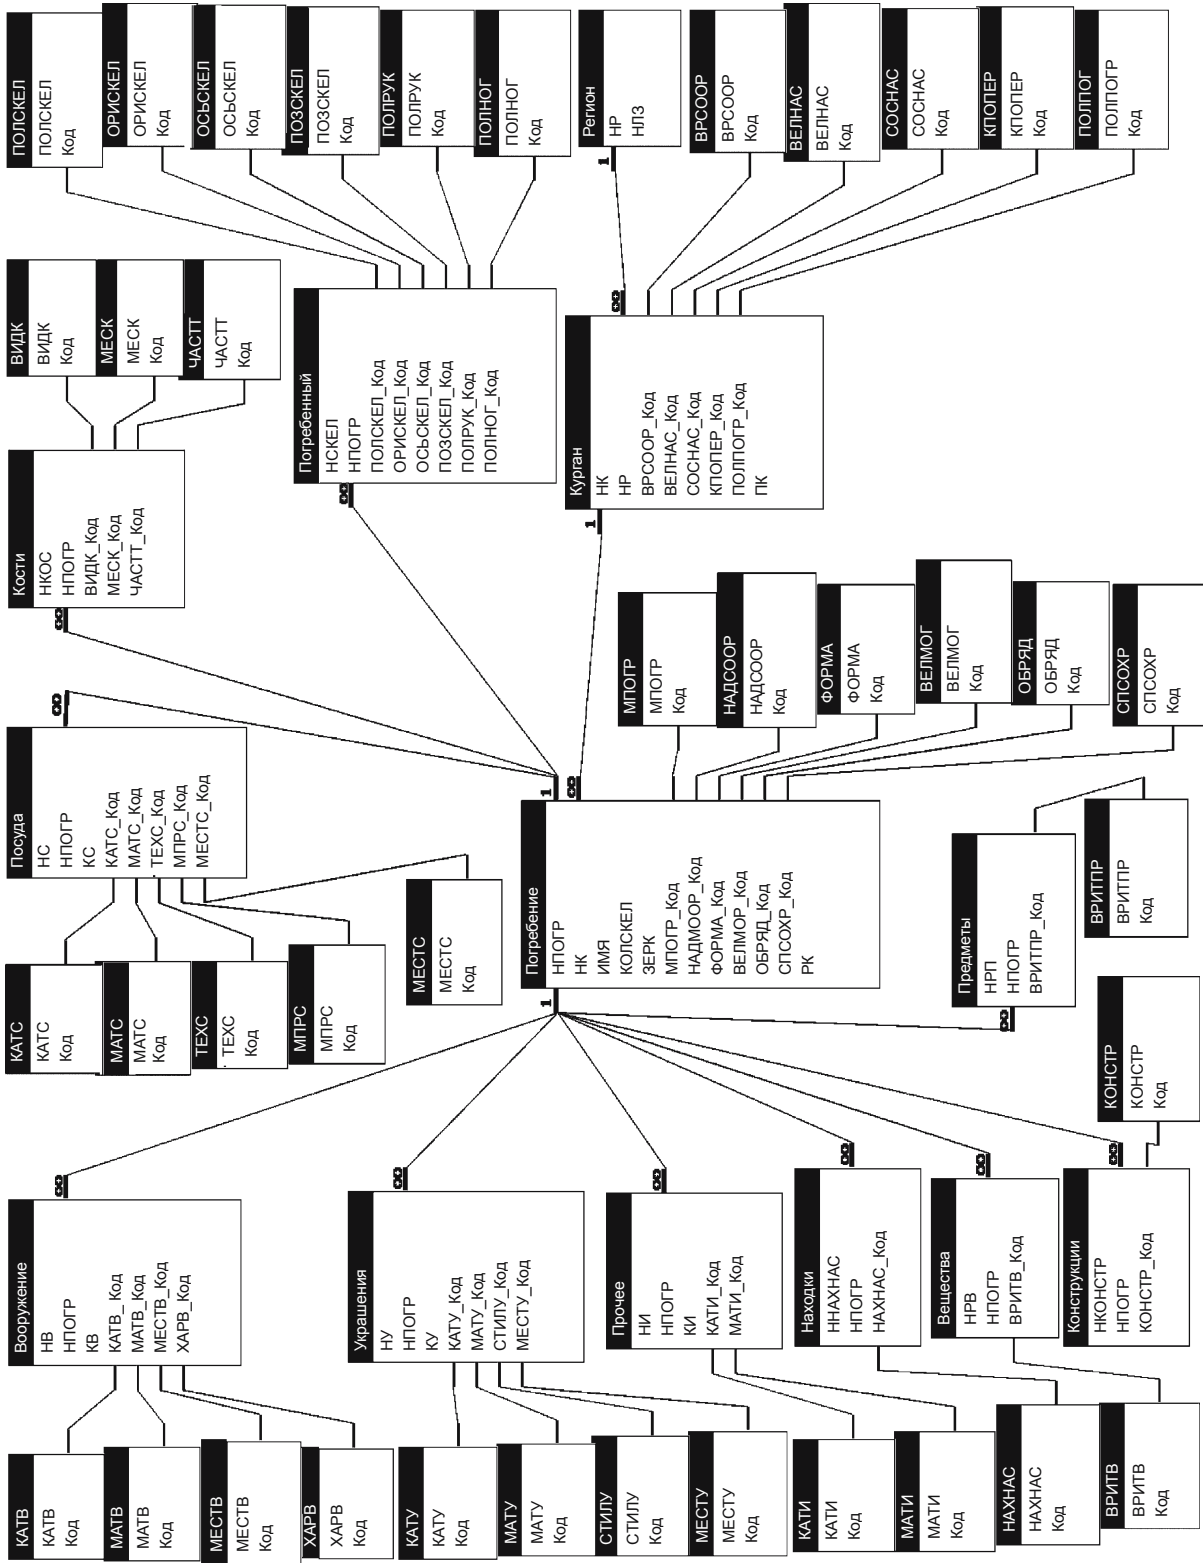 КАТВ
КАТВ
Код
МАТВ
МАТВ
Код
МЕСТВ
МЕСТВ
Код
ХАРВ
ХАРВ
Код
КАТУ
КАТУ
Код
МАТУ
МАТУ
Код
СТИЛУ
СТИЛУ
Код
МЕСТУ
МЕСТУ
Код
КАТИ
КАТИ
Код
МАТИ
МАТИ
Код
НАХНАС
НАХНАС
Код
ВРИТВ
ВРИТВ
Код
Вооружение
НВ
НПОГР
КВ
КАТВ_ Код
МАТВ_Код
МЕСТВ_Код
ХАРВ_Код
∞
Украшения
НУ
НПОГР
КУ
КАТУ_Код
МАТУ_Код
СТИЛУ_Код
МЕСТУ_Код
∞
Прочее
НИ
НПОГР
КИ
КАТИ_Код
МАТИ_Код
∞
Находки
ННАХНАС
НПОГР
НАХНАС_Код
∞
Вещества
НРВ
НПОГР
ВРИТВ_Код
∞
Конструкции
НКОНСТР
НПОГР
КОНСТР_Код
∞
КОНСТР
КОНСТР
Код
КАТС
КАТС
Код
МАТС
МАТС
Код
ТЕХС
ТЕХС
Код
МПРС
МПРС
Код
МЕСТС
МЕСТС
Код
Посуда
НС
НПОГР
КС
КАТС_Код
МАТС_Код
ТЕХС_Код
МПРС_Код
МЕСТС_Код
∞
1
Погребение
НПОГР
НК
ИМЯ
КОЛСКЕЛ
ЗЕРК
МПОГР_Код
НАДМООР_Код
ФОРМА_Код
ВЕЛМОР_Код
ОБРЯД_Код
СПСОХР_Код
РК
1
∞
Предметы
НРП
НПОГР
ВРИТПР_Код
∞
ВРИТПР
ВРИТПР
Код
МПОГР
МПОГР
Код
НАДСООР
НАДСООР
Код
ФОРМА
ФОРМА
Код
ВЕЛМОГ
ВЕЛМОГ
Код
ОБРЯД
ОБРЯД
Код
СПСОХР
СПСОХР
Код
Кости
НКОС
НПОГР
ВИДК_Код
МЕСК_Код
ЧАСТТ_Код
∞
Погребенный
НСКЕЛ
НПОГР
ПОЛСКЕЛ_Код
ОРИСКЕЛ_Код
ОСЬСКЕЛ_Код
ПОЗСКЕЛ_Код
ПОЛРУК_Код
ПОЛНОГ_Код
∞
Курган
НК
НР
ВРСООР_Код
ВЕЛНАС_Код
СОСНАС_Код
КПОПЕР_Код
ПОЛПОГР_Код
ПК
1
∞
ВИДК
ВИДК
Код
МЕСК
МЕСК
Код
ЧАСТТ
ЧАСТТ
Код
ПОЛСКЕЛ
ПОЛСКЕЛ
Код
ОРИСКЕЛ
ОРИСКЕЛ
Код
ОСЬСКЕЛ
ОСЬСКЕЛ
Код
ПОЗСКЕЛ
ПОЗСКЕЛ
Код
ПОЛРУК
ПОЛРУК
Код
ПОЛНОГ
ПОЛНОГ
Код
Регион
НР
НЛЗ
1
ВРСООР
ВРСООР
Код
ВЕЛНАС
ВЕЛНАС
Код
СОСНАС
СОСНАС
Код
КПОПЕР
КПОПЕР
Код
ПОЛПОГ
ПОЛПОГР
Код